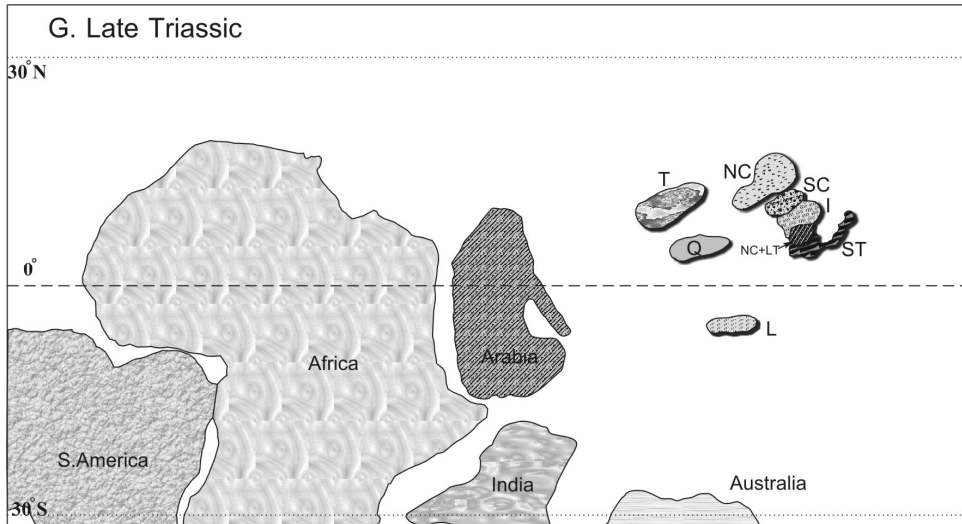 G. Late Triassic
30°N
NC
T
SC
I
Q
NC+LT
ST
0°
L
Africa
Arabia
S.America
India
Australia
30°S